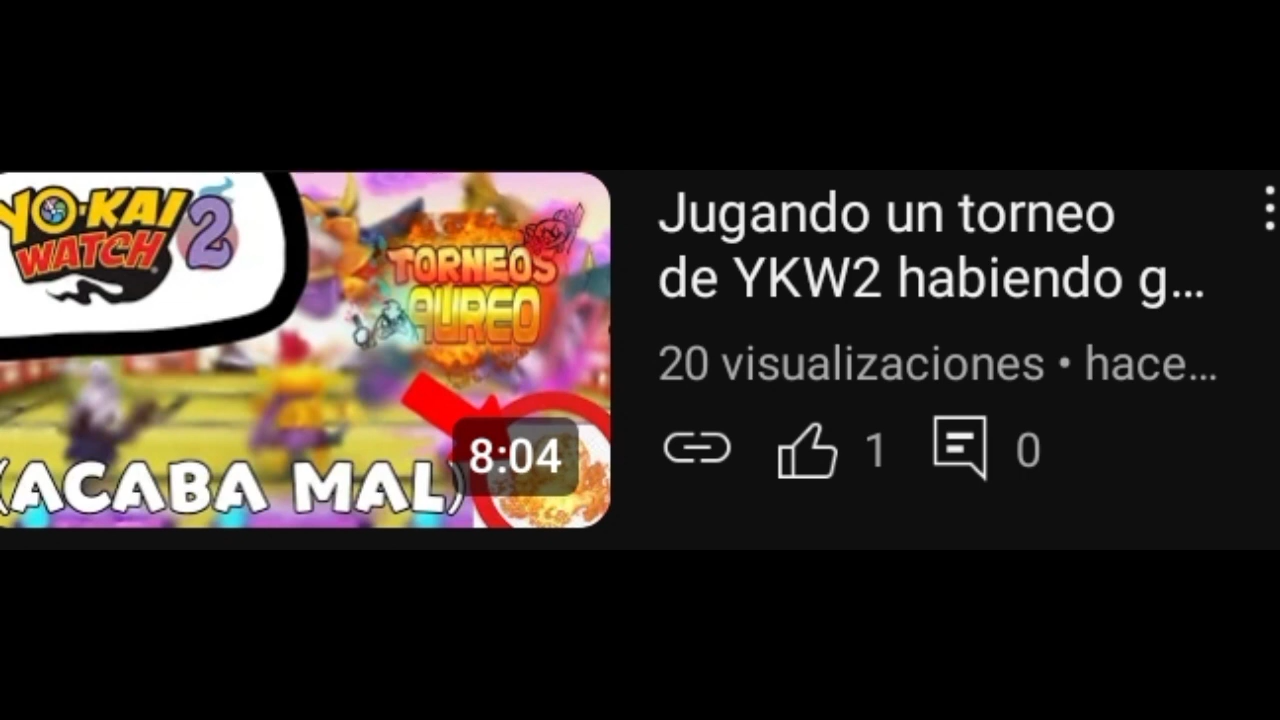 YO-KAI
WATCH 2
TORNEOS
AUREO
(ACABA MAL)
8:04
Jugando un torneo
de YKW2 habiendo g...
20 visualizaciones • hace...
1 0